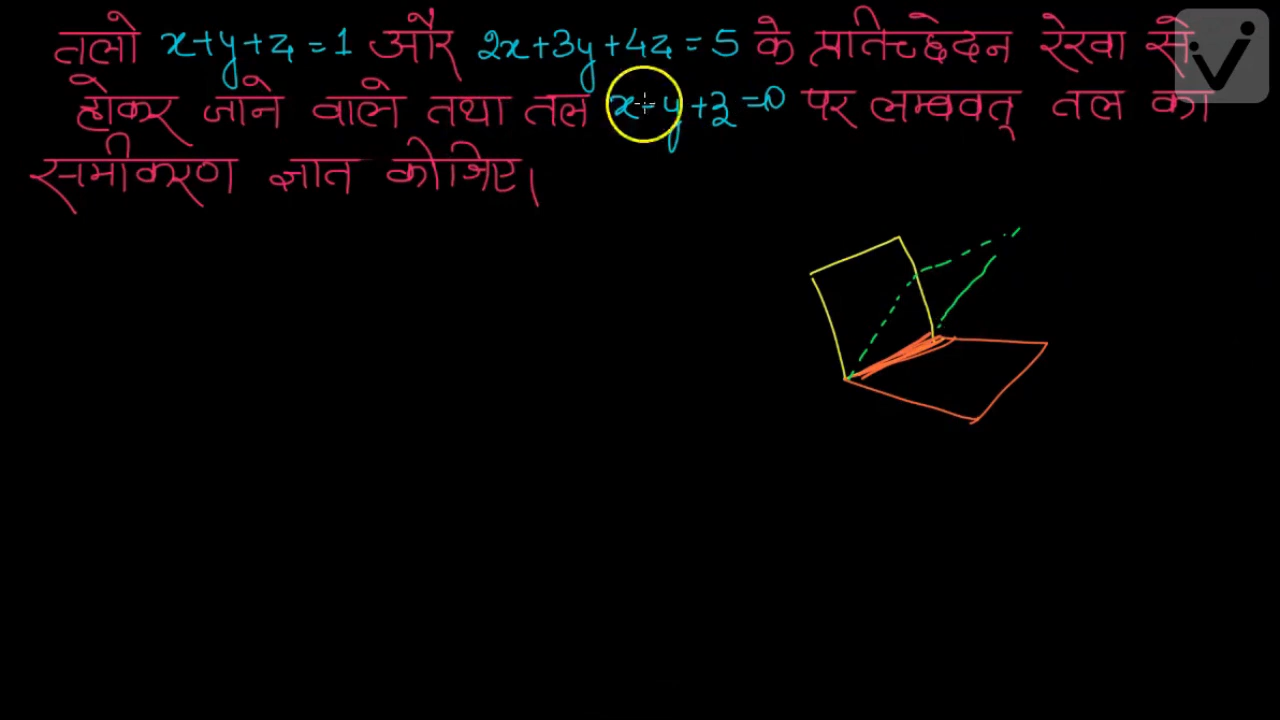 तलो x+y+z=1 और 2x+3y+4z=5 के प्रतिच्छेदन रेखा से
होकर जाने वाले तथा तल x-y+z=0 पर लम्बवत् तल का
समीकरण ज्ञात कीजिए।